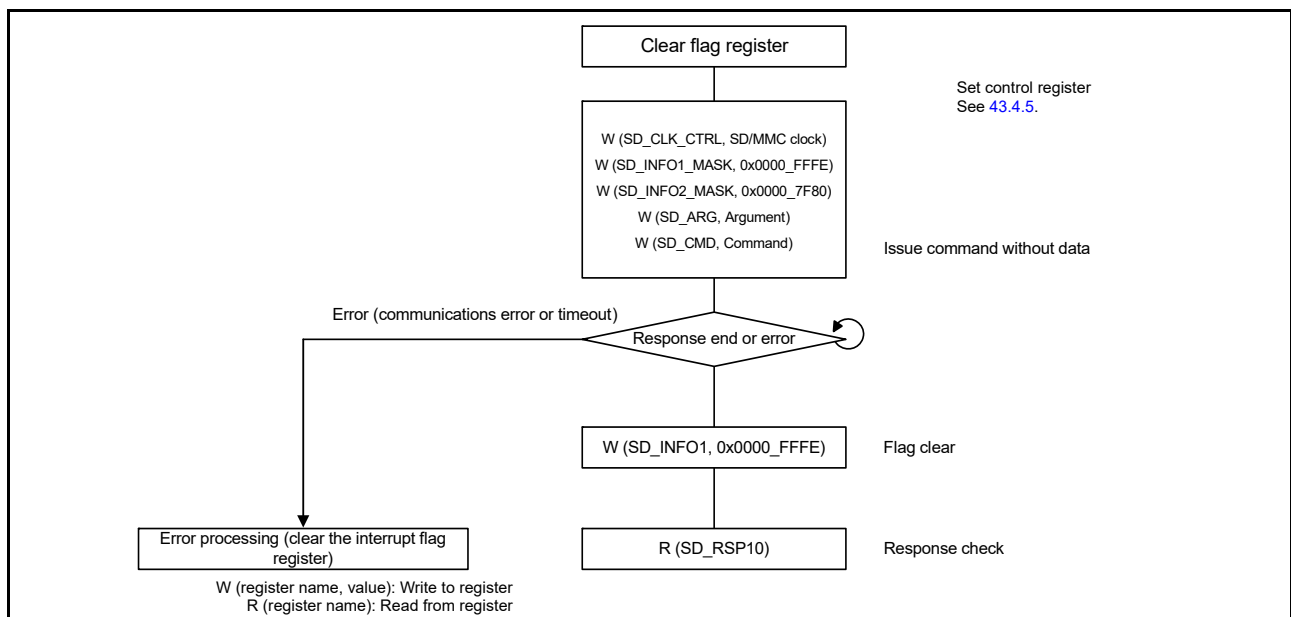 Clear flag register
Set control register
See 43.4.5.
W (SD_CLK_CTRL, SD/MMC clock)
W (SD_INFO1_MASK, 0x0000_FFFE)
W (SD_INFO2_MASK, 0x0000_7F80)
W (SD_ARG, Argument)
W (SD_CMD, Command)
Issue command without data
Error (communications error or timeout)
Response end or error
W (SD_INFO1, 0x0000_FFFE)
Flag clear
Error processing (clear the interrupt flag
register)
R (SD_RSP10)
Response check
W (register name, value): Write to register
R (register name): Read from register